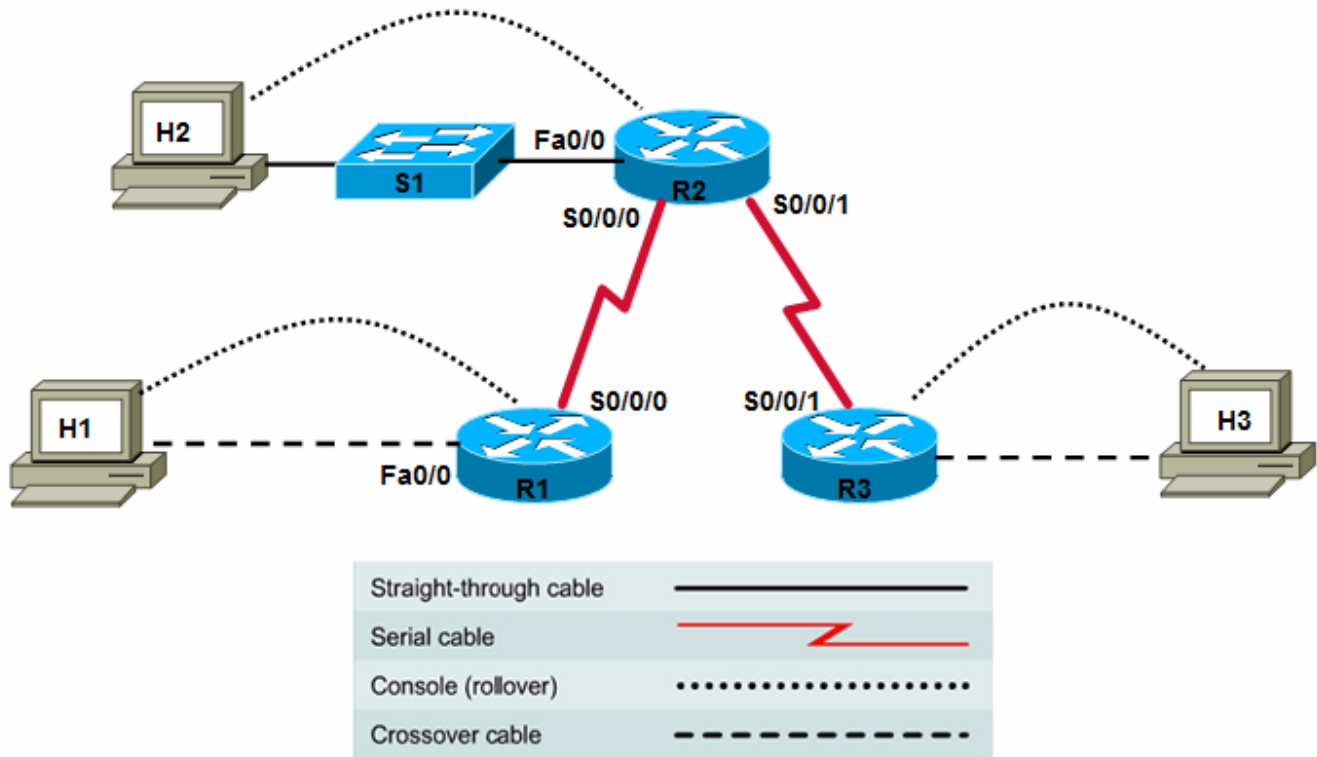 H2
S1
Fa0/0
R2
S0/0/0
S0/0/1
H1
Fa0/0
R1
S0/0/0
S0/0/1
R3
H3
Straight-through cable
Serial cable
Console (rollover)
Crossover cable